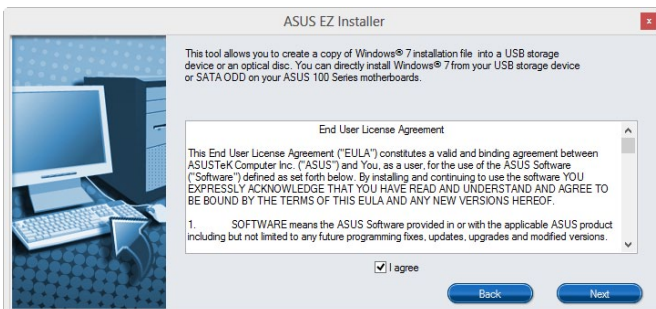 ASUS EZ Installer
x
This tool allows you to create a copy of Windows® 7 installation file into a USB storage
device or an optical disc. You can directly install Windows® 7 from your USB storage device
or SATA ODD on your ASUS 100 Series motherboards.
End User License Agreement
This End User License Agreement ("EULA") constitutes a valid and binding agreement between
ASUSTeK Computer Inc. ("ASUS") and You, as a user, for the use of the ASUS Software
("Software") defined as set forth below. By installing and continuing to use the software YOU
EXPRESSLY ACKNOWLEDGE THAT YOU HAVE READ AND UNDERSTAND AND AGREE TO
BE BOUND BY THE TERMS OF THIS EULA AND ANY NEW VERSIONS HEREOF.
1. SOFTWARE means the ASUS Software provided in or with the applicable ASUS product
including but not limited to any future programming fixes, updates, upgrades and modified versions.
I agree
Back Next